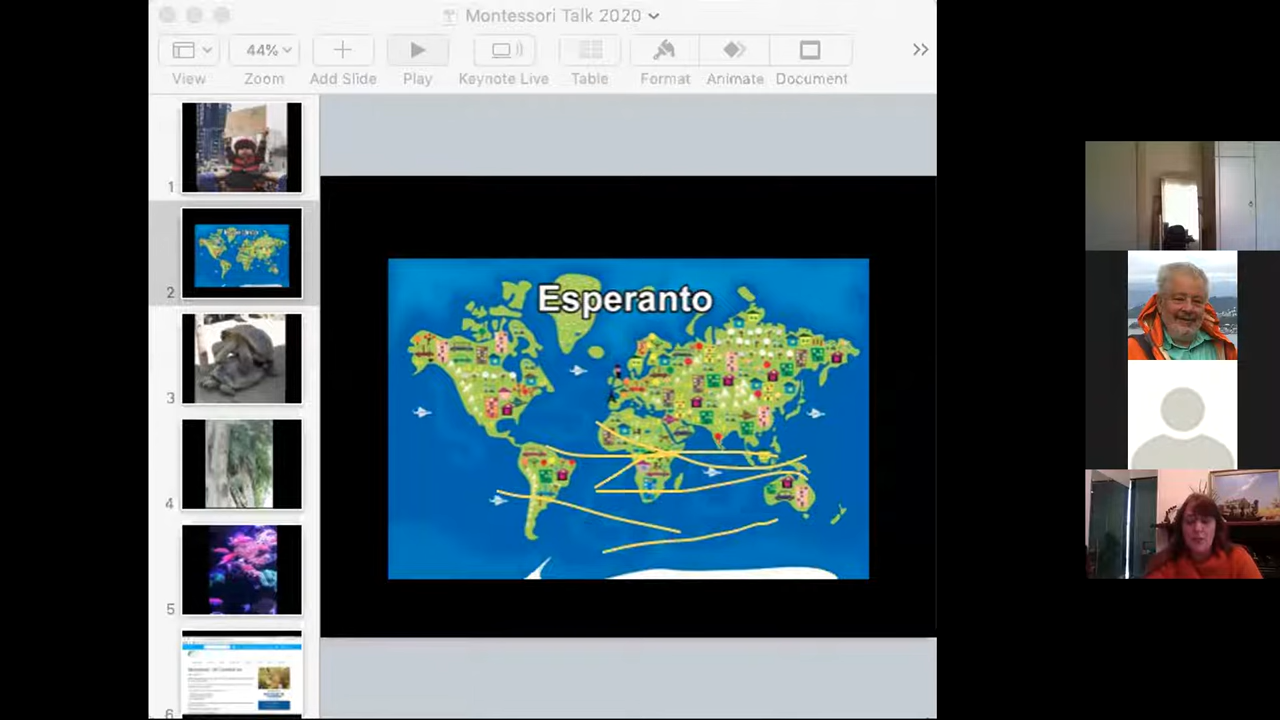 Montessori Talk 2020
44%
View Zoom Add Slide Play Keynote Live Table Format Animate Document
1
2
3
4
5
6
Esperanto